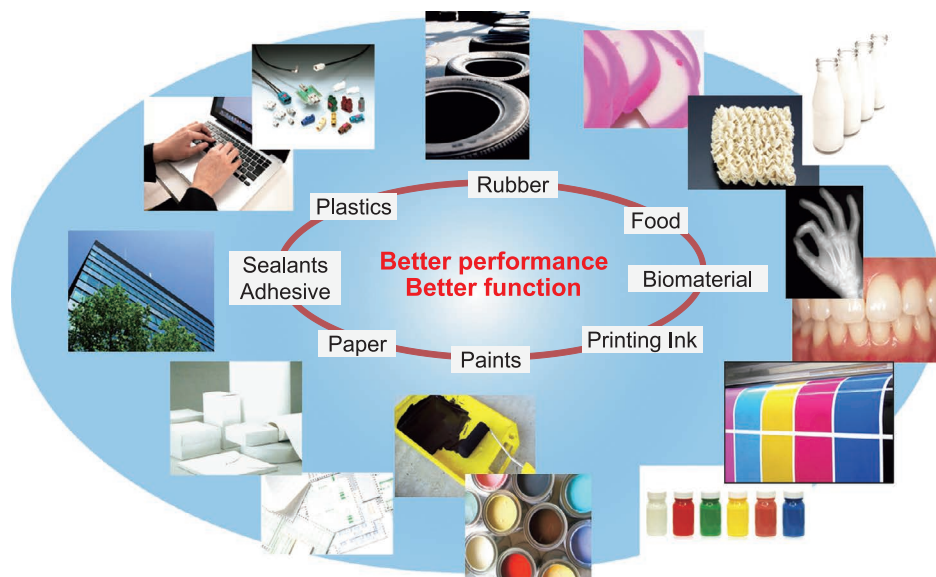 Rubber
Plastics
Food
Better performance
Better function
Sealants
Adhesive
Biomaterial
Paper
Paints
Printing Ink